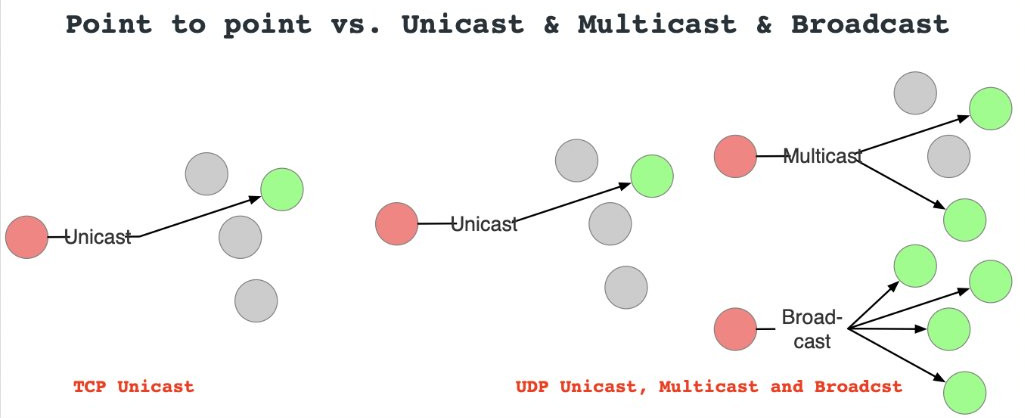 Point to point vs. Unicast & Multicast & Broadcast
Unicast
Unicast
Multicast
Broad-
cast
TCP Unicast
UDP Unicast, Multicast and Broadcst